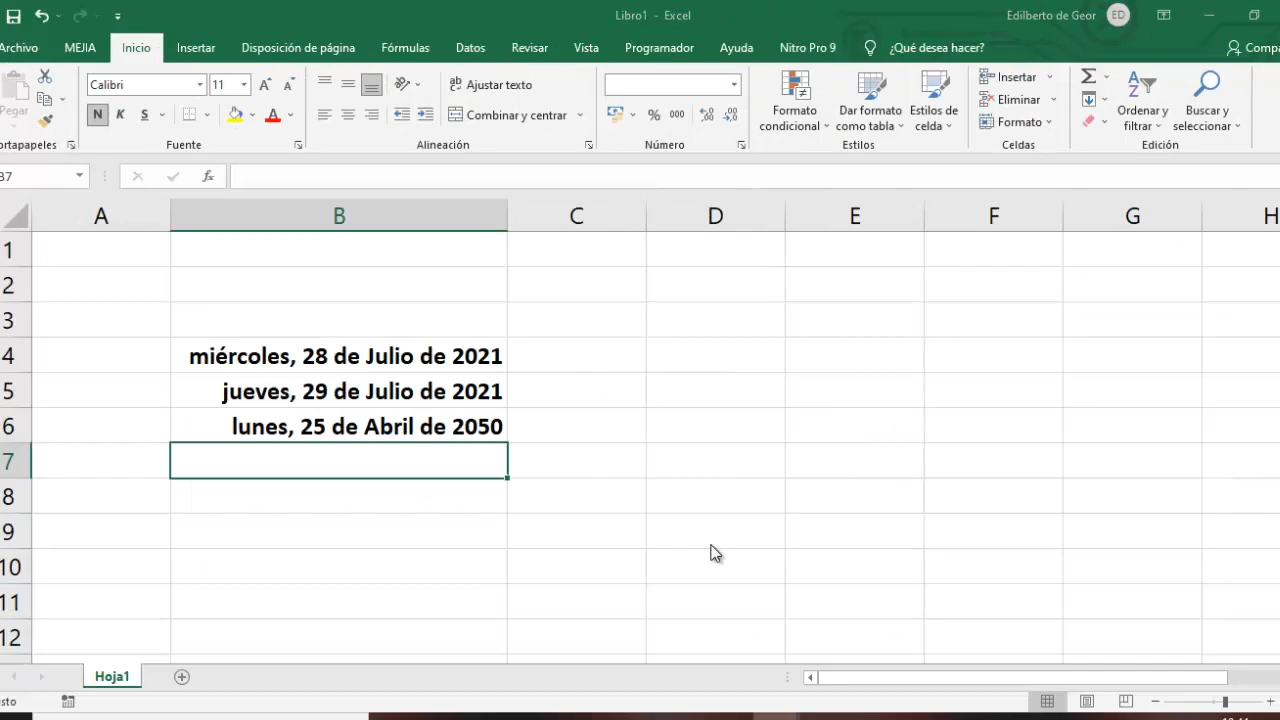 Libro1 - Excel
Edilberto de Geor ED
Archivo MEJIA Inicio Insertar Disposición de página Fórmulas Datos Revisar Vista Programador Ayuda Nitro Pro 9 ¿Qué desea hacer? Compa
Pegar
Calibri 11
N K S
Ajustar texto
Combinar y centrar
% 000
Formato condicional
Dar formato como tabla
Estilos de celda
Insertar
Eliminar
Formato
Ordenar y filtrar
Buscar y seleccionar
ortapapeles Fuente Alineación Número Estilos Celdas Edición
B7 fx
A B C D E F G H
1
2
3
4 miércoles, 28 de Julio de 2021
5 jueves, 29 de Julio de 2021
6 lunes, 25 de Abril de 2050
7
8
9
10
11
12
Hoja1
sto